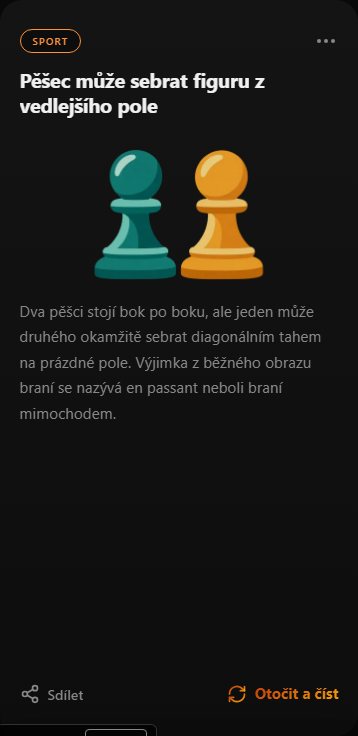 SPORT
Pěšec může sebrat figuru z
vedlejšího pole
Dva pěšci stojí bok po boku, ale jeden může
druhého okamžitě sebrat diagonálním tahem
na prázdné pole. Výjimka z běžného obrazu
braní se nazývá en passant neboli braní
mimochodem.
Sdílet
Otočit a číst